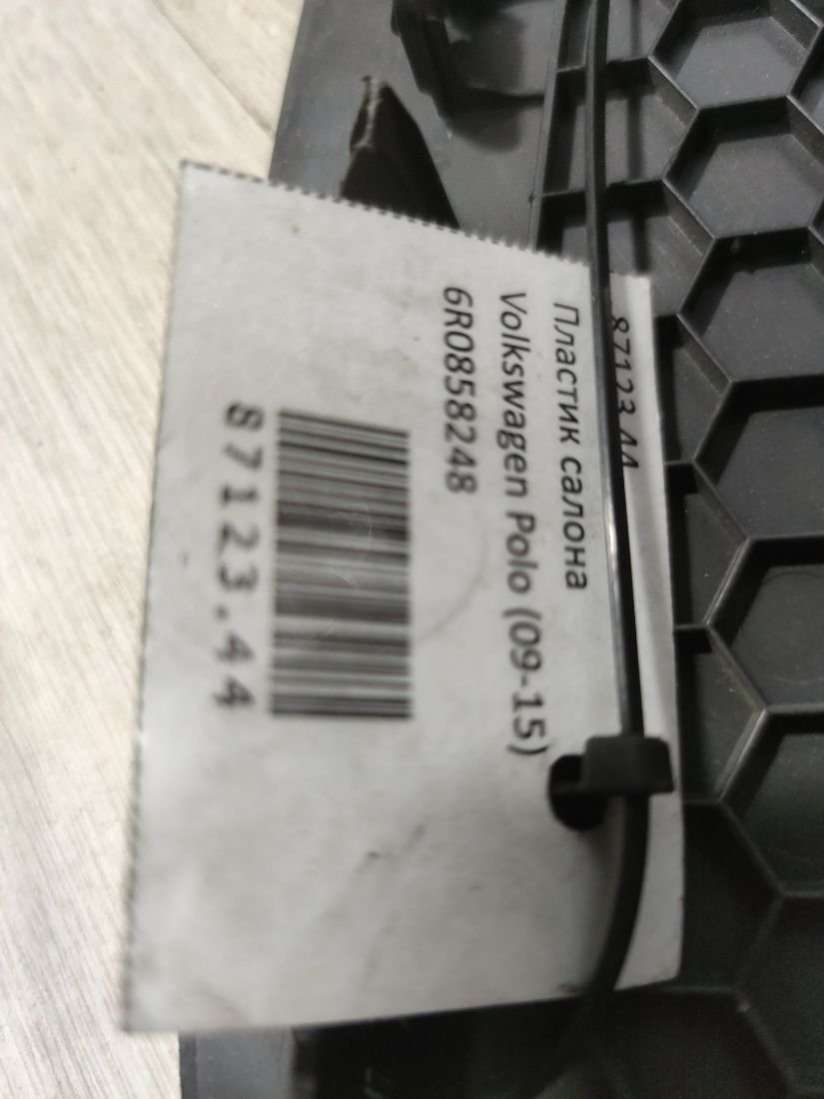 87123.44
Пластик салона
Volkswagen Polo (09-15)
6R0858248
87123.44